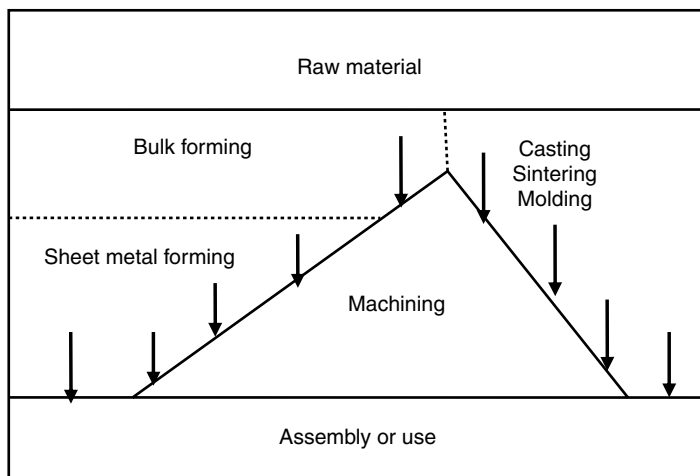 Raw material
Bulk forming
Casting
Sintering
Molding
Sheet metal forming
Machining
Assembly or use